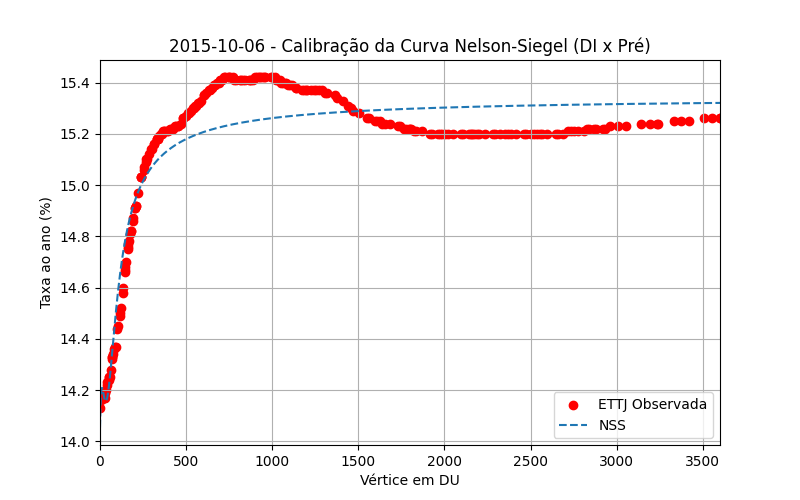 2015-10-06 - Calibração da Curva Nelson-Siegel (DI x Pré)
Taxa ao ano (%)
15.4
15.2
15.0
14.8
14.6
14.4
14.2
14.0
0 500 1000 1500 2000 2500 3000 3500
Vértice em DU
ETTJ Observada
NSS